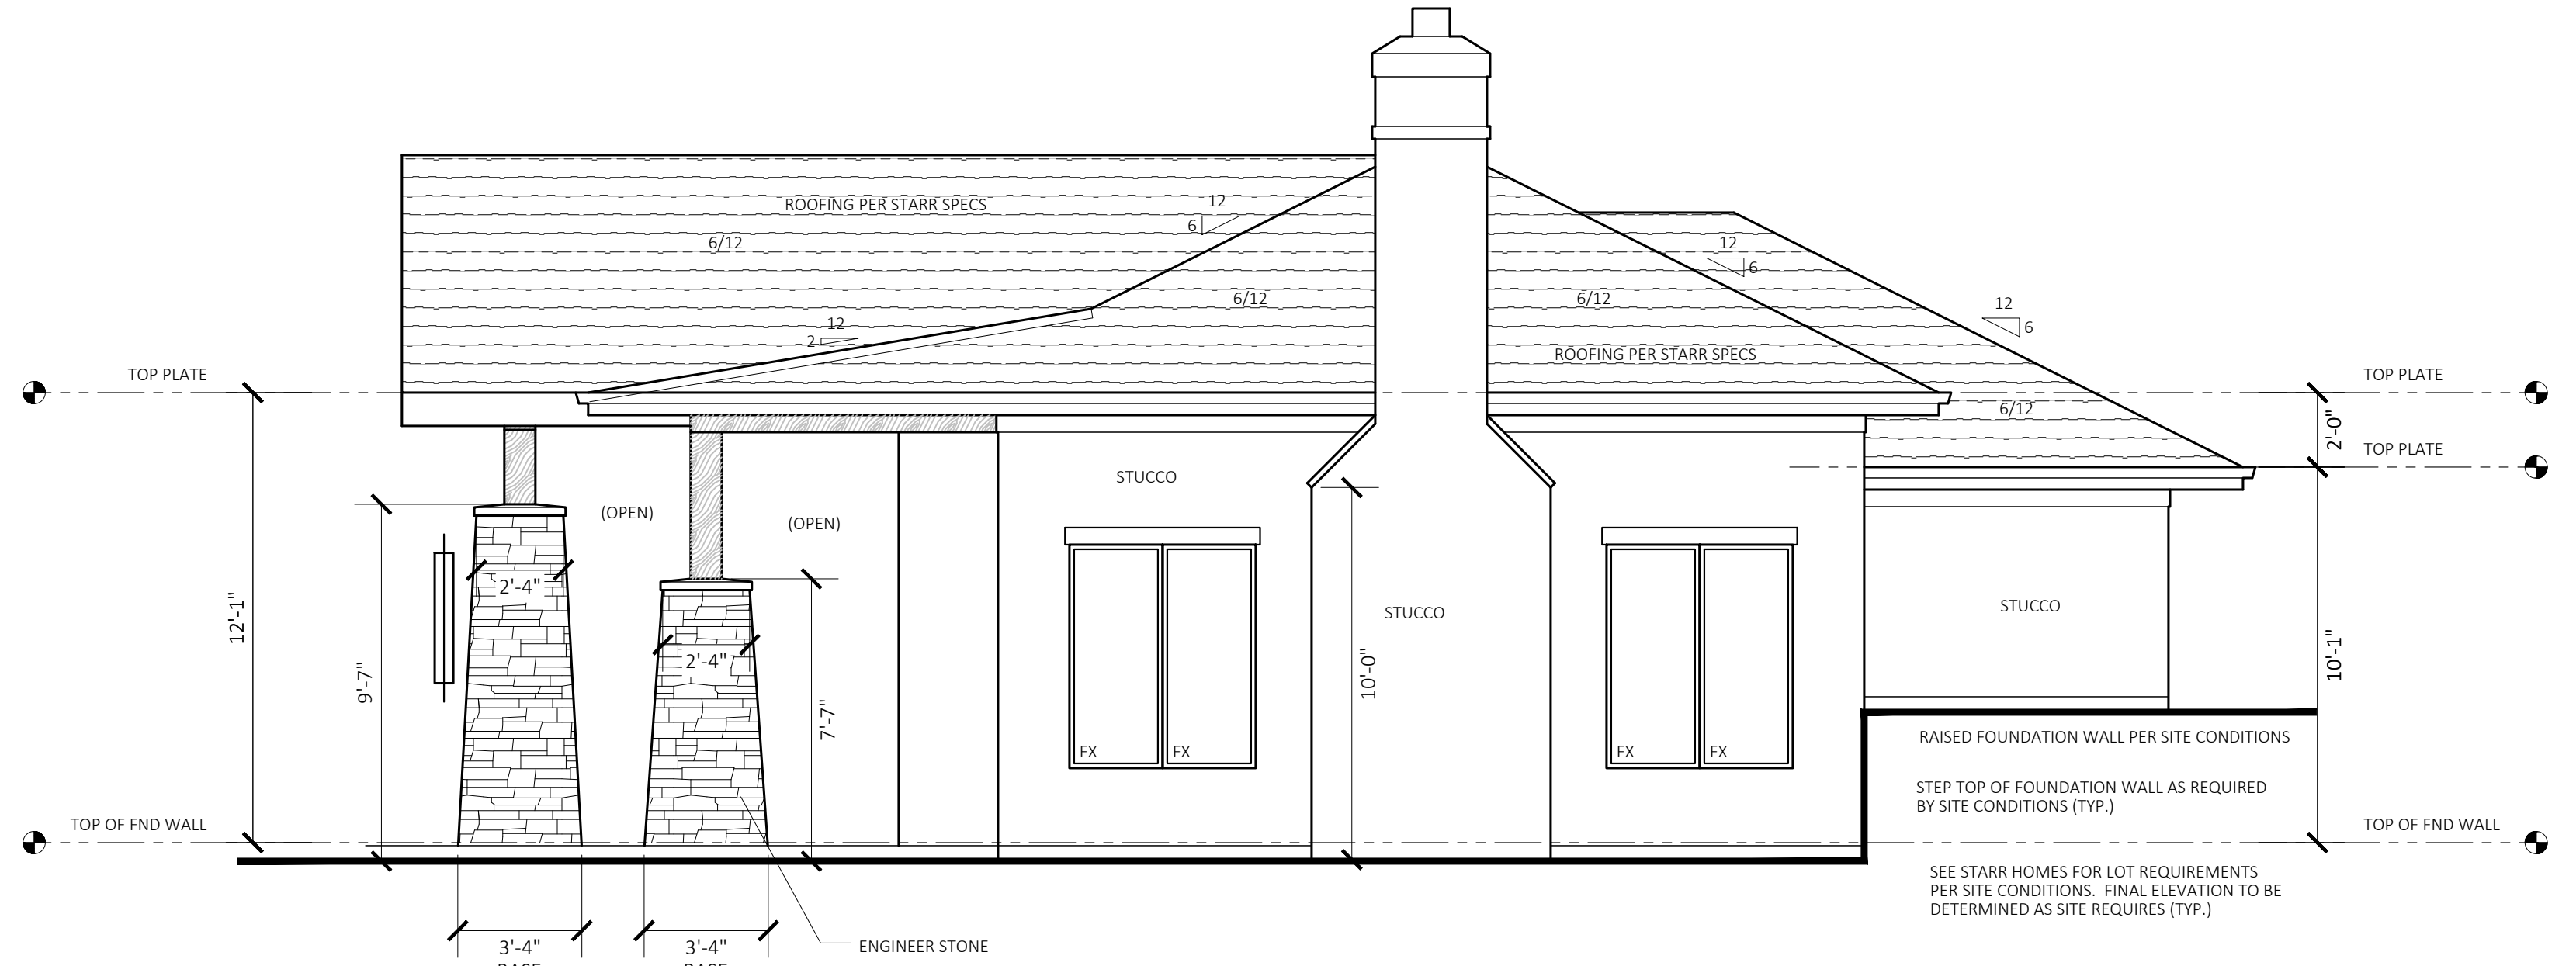 12
ROOFING PER STARR SPECS
6
6/12
12
6
12
6
6/12
6/12
12
2
ROOFING PER STARR SPECS
TOP PLATE
TOP PLATE
6/12
2'-0"
TOP PLATE
STUCCO
(OPEN)
(OPEN)
2'-4"
12'-1"
STUCCO
STUCCO
2'-4"
10'-1"
10'-0"
9'-7"
7'-7"
FX
FX
FX
FX
RAISED FOUNDATION WALL PER SITE CONDITIONS
STEP TOP OF FOUNDATION WALL AS REQUIRED
BY SITE CONDITIONS (TYP.)
TOP OF FND WALL
TOP OF FND WALL
SEE STARR HOMES FOR LOT REQUIREMENTS
PER SITE CONDITIONS.  FINAL ELEVATION TO BE
DETERMINED AS SITE REQUIRES (TYP.)
3'-4"
3'-4"
ENGINEER STONE